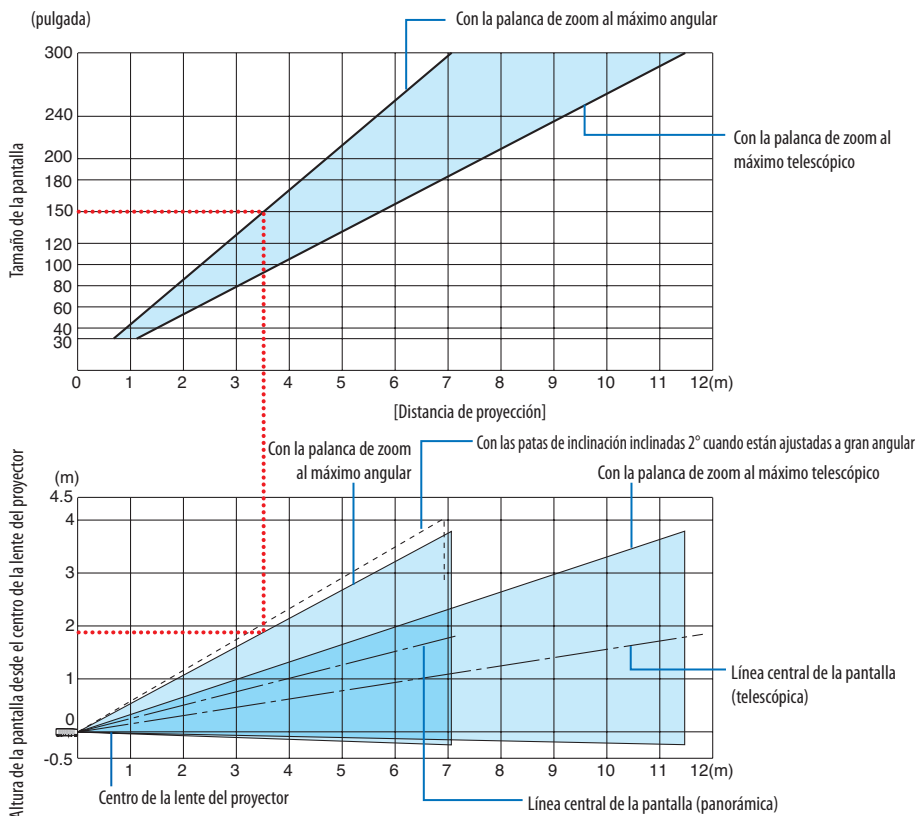 (pulgada)
Con la palanca de zoom al máximo angular
300
240
200
180
150
120
100
80
60
40
30
Tamaño de la pantalla
Con la palanca de zoom al
máximo telescópico
0 1 2 3 4 5 6 7 8 9 10 11 12(m)
[Distancia de proyección]
Con la palanca de zoom
al máximo angular
Con las patas de inclinación inclinadas 2° cuando están ajustadas a gran angular
Con la palanca de zoom al máximo telescópico
(m)
4.5
4
3
2
1
0
-0.5
Altura de la pantalla desde el centro de la lente del proyector
Línea central de la pantalla
(telescópica)
1 2 3 4 5 6 7 8 9 10 11 12(m)
Centro de la lente del proyector
Línea central de la pantalla (panorámica)